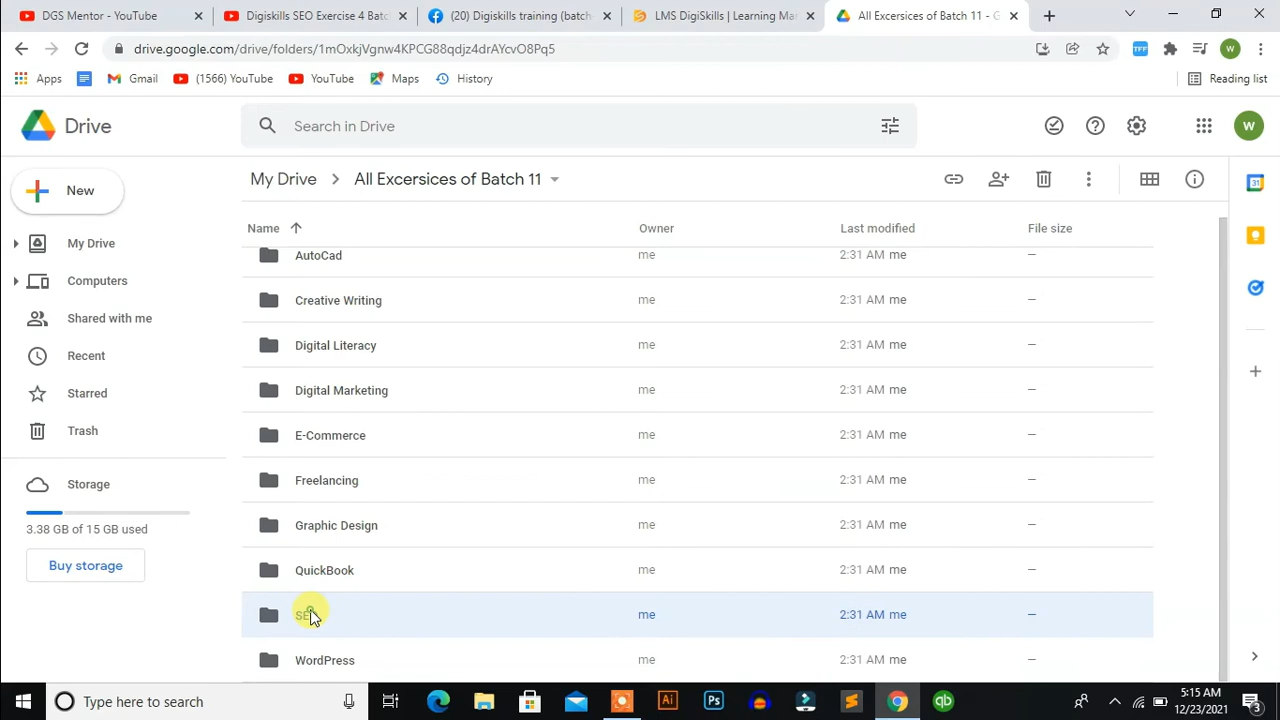 DGS Mentor - YouTube
Digiskills SEO Exercise 4 Batc
(20) Digiskills training (batch-
LMS DigiSkills | Learning Ma
All Excersices of Batch 11 - G
drive.google.com/drive/folders/1mOxkjVgnw4KPCG88qdjz4drAYcvO8Pq5
TFF
W
Apps
Gmail
(1566) YouTube
YouTube
Maps
History
Reading list
Drive
Search in Drive
W
New
My Drive
All Excersices of Batch 11
Name
Owner
Last modified
File size
My Drive
Computers
Shared with me
Recent
Starred
Trash
Storage
3.38 GB of 15 GB used
Buy storage
AutoCad me 2:31 AM me –
Creative Writing me 2:31 AM me –
Digital Literacy me 2:31 AM me –
Digital Marketing me 2:31 AM me –
E-Commerce me 2:31 AM me –
Freelancing me 2:31 AM me –
Graphic Design me 2:31 AM me –
QuickBook me 2:31 AM me –
SEO me 2:31 AM me –
WordPress me 2:31 AM me –
31
Type here to search
Ai
Ps
qb
5:15 AM
12/23/2021
3